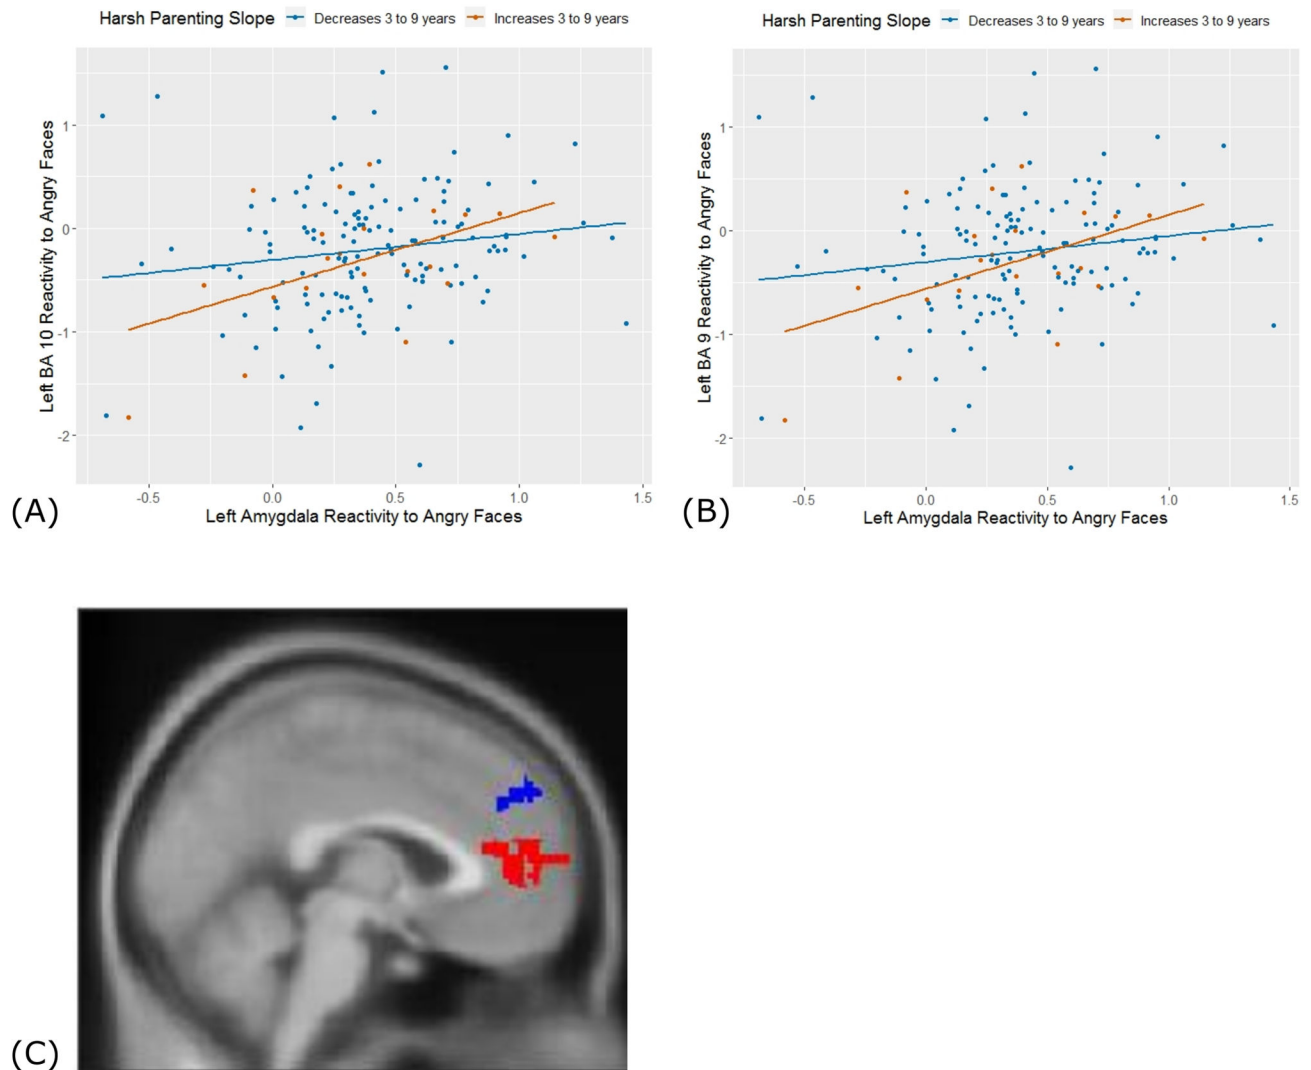 Harsh Parenting Slope Decreases 3 to 9 years Increases 3 to 9 years
Left BA 10 Reactivity to Angry Faces
1
0
-1
-2
-0.5 0.0 0.5 1.0 1.5
Left Amygdala Reactivity to Angry Faces
(A)
Harsh Parenting Slope Decreases 3 to 9 years Increases 3 to 9 years
Left BA 9 Reactivity to Angry Faces
1
0
-1
-2
-0.5 0.0 0.5 1.0 1.5
Left Amygdala Reactivity to Angry Faces
(B)
(C)